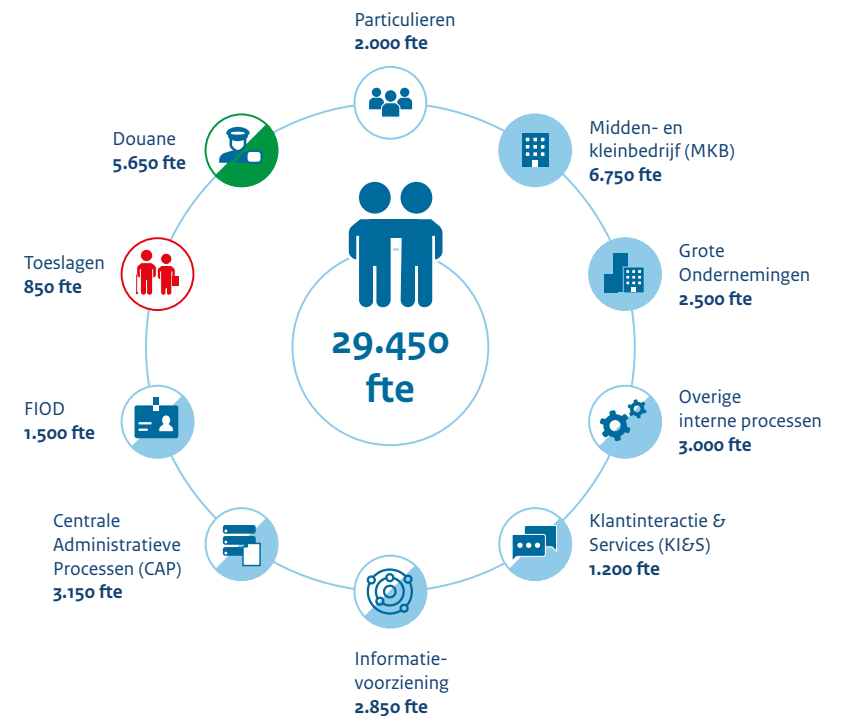 Particulieren
2.000 fte
Midden- en
kleinbedrijf (MKB)
6.750 fte
Grote
Ondernemingen
2.500 fte
Overige
interne processen
3.000 fte
Klantinteractie &
Services (KI&S)
1.200 fte
Informatie-
voorziening
2.850 fte
Centrale
Administratieve
Processen (CAP)
3.150 fte
FIOD
1.500 fte
Toeslagen
850 fte
Douane
5.650 fte
29.450
fte